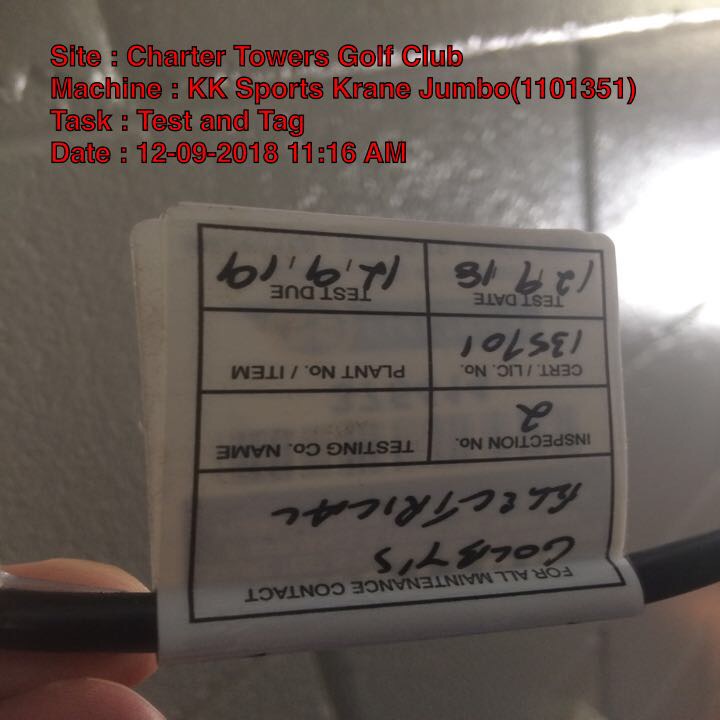 Site : Charter Towers Golf Club
Machine : KK Sports Krane Jumbo(1101351)
Task : Test and Tag
Date : 12-09-2018 11:16 AM
FOR ALL MAINTENANCE CONTACT
COLBY'S
ELECTRICAL
INSPECTION No. TESTING Co. NAME
2
CERT. / LIC. No. PLANT No. / ITEM
135701
TEST DATE TEST DUE
12 9 18 12, 9, 19